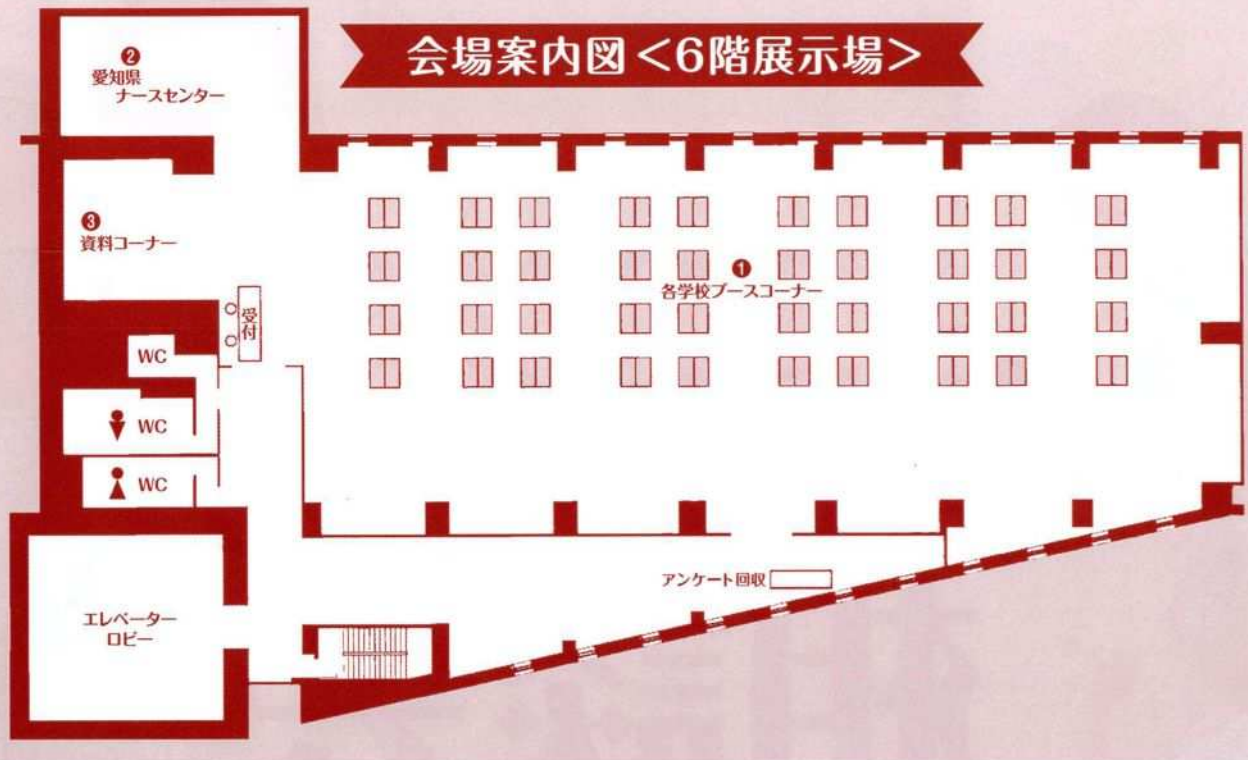 会場案内図<6階展示場>
❷
愛知県
ナースセンター
❸
資料コーナー
❶
各学校ブースコーナー
受付
WC
WC
WC
アンケート回収
エレベーター
ロビー